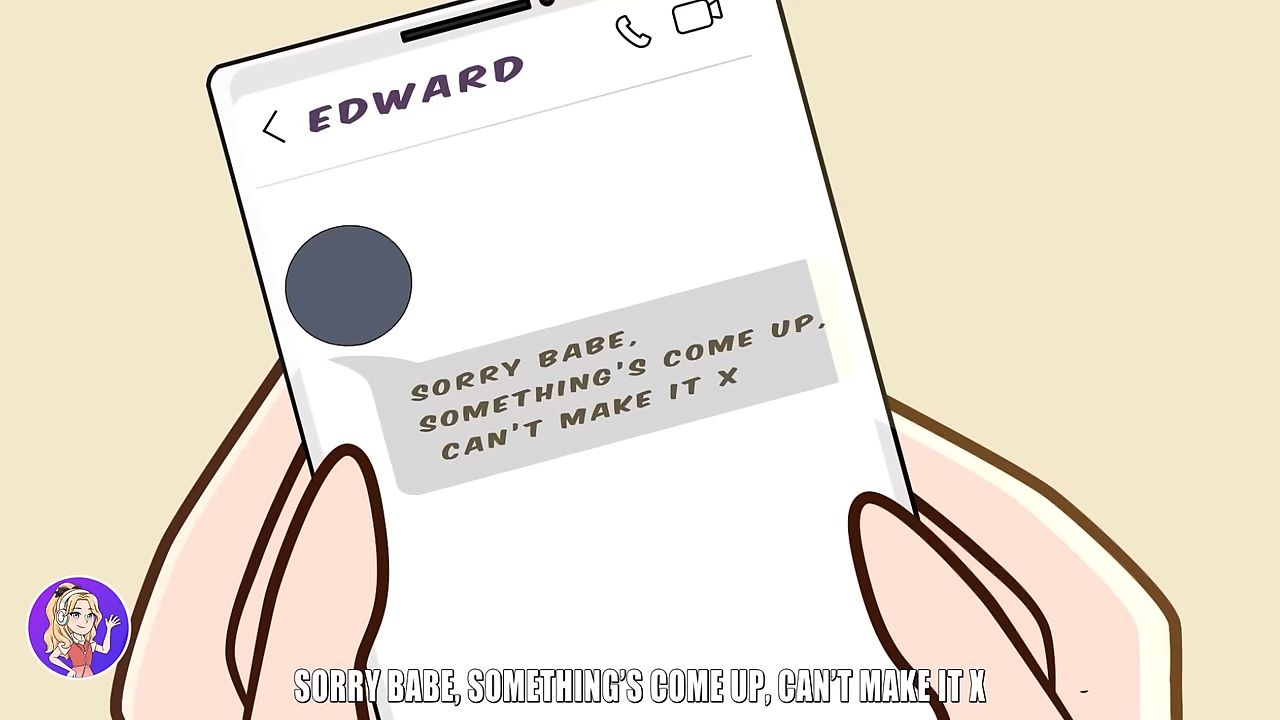 EDWARD
SORRY BABE,
SOMETHING'S COME UP,
CAN'T MAKE IT X
SORRY BABE, SOMETHING'S COME UP, CAN'T MAKE IT X